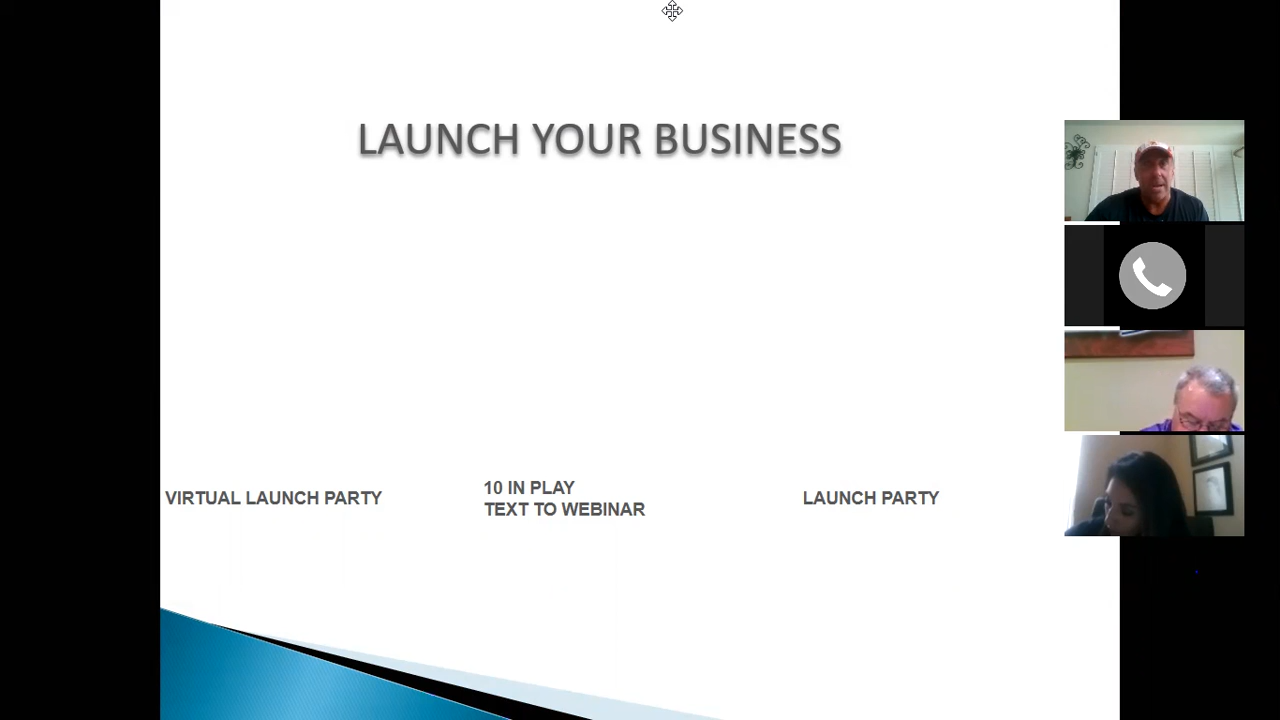 LAUNCH YOUR BUSINESS
VIRTUAL LAUNCH PARTY
10 IN PLAY
TEXT TO WEBINAR
LAUNCH PARTY